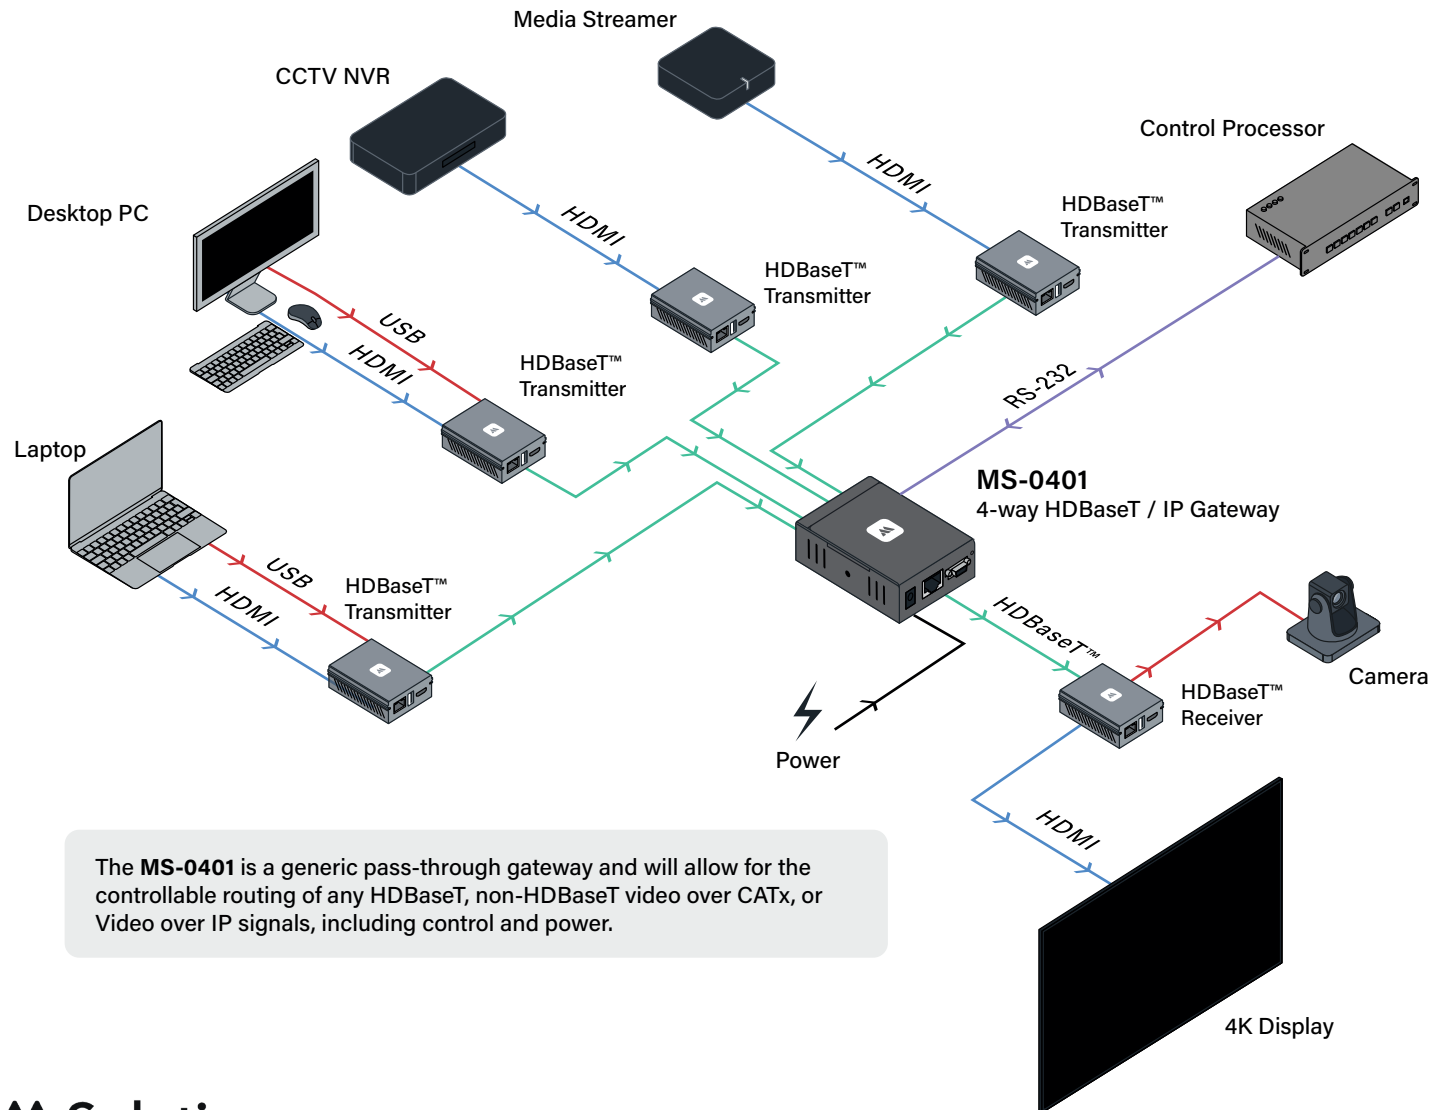 Media Streamer
CCTV NVR
Control Processor
HDMI
HDBaseT™
Transmitter
Desktop PC
HDMI
HDBaseT™
Transmitter
USB
HDMI
HDBaseT™
Transmitter
RS-232
Laptop
MS-0401
4-way HDBaseT / IP Gateway
USB
HDMI
HDBaseT™
Transmitter
HDBaseT™
Camera
HDBaseT™
Receiver
Power
HDMI
The MS-0401 is a generic pass-through gateway and will allow for the
controllable routing of any HDBaseT, non-HDBaseT video over CATx, or
Video over IP signals, including control and power.
4K Display